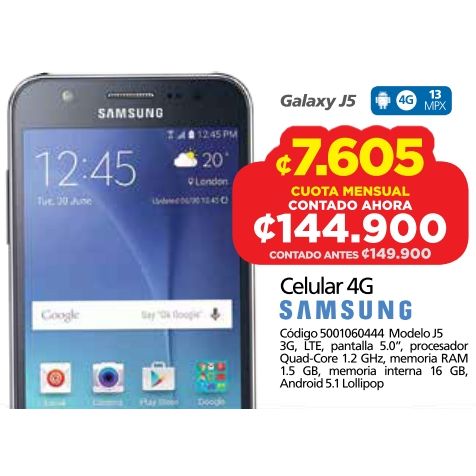 SAMSUNG
12:45 PM
12:45
20°
London
Tue, 30 June
Updated 06/30 12:45
Google
Say "Ok Google"
Email
Camera
Play Store
Google
Galaxy J5
4G
13
MPX
¢7.605
CUOTA MENSUAL
CONTADO AHORA
¢144.900
CONTADO ANTES ¢149.900
Celular 4G
SAMSUNG
Código 5001060444 Modelo J5
3G, LTE, pantalla 5.0”, procesador
Quad-Core 1.2 GHz, memoria RAM
1.5 GB, memoria interna 16 GB,
Android 5.1 Lollipop